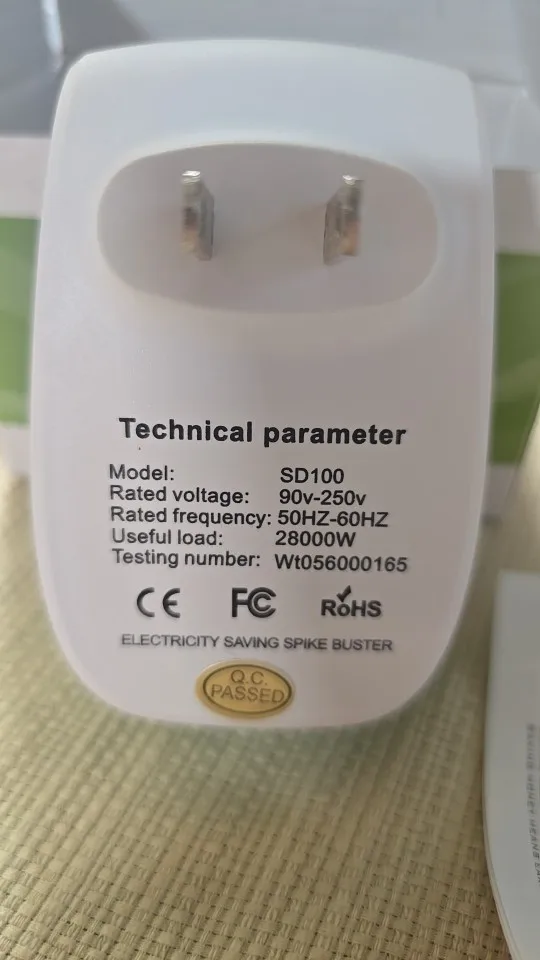 Technical parameter
Model: SD100
Rated voltage: 90v-250v
Rated frequency: 50HZ-60HZ
Useful load: 28000W
Testing number: Wt056000165
CE FC RoHS
ELECTRICITY SAVING SPIKE BUSTER
Q.C.
PASSED